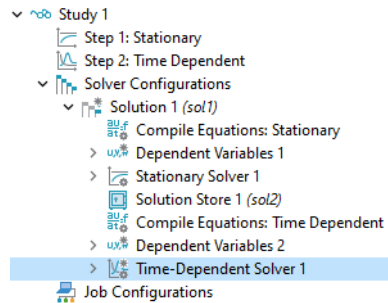 Study 1
Step 1: Stationary
Step 2: Time Dependent
Solver Configurations
Solution 1 (sol1)
Compile Equations: Stationary
Dependent Variables 1
Stationary Solver 1
Solution Store 1 (sol2)
Compile Equations: Time Dependent
Dependent Variables 2
Time-Dependent Solver 1
Job Configurations